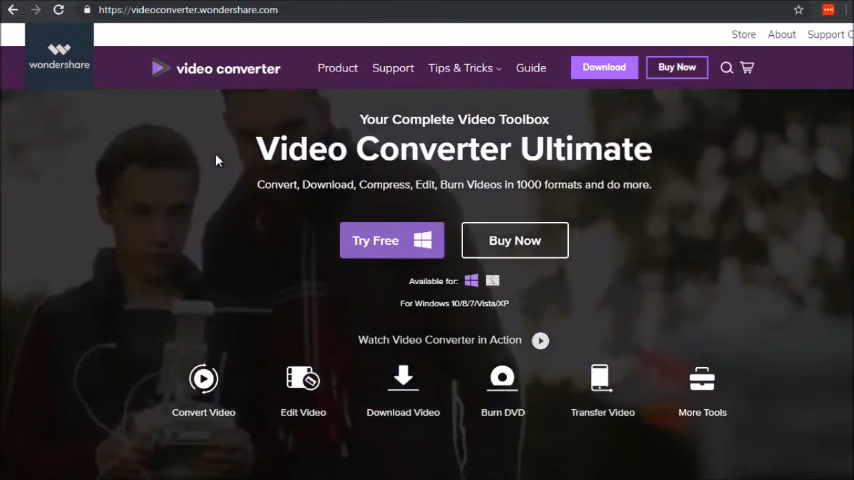 https://videoconverter.wondershare.com
Store About Support
wondershare
video converter Product Support Tips & Tricks Guide Download Buy Now
Your Complete Video Toolbox
Video Converter Ultimate
Convert, Download, Compress, Edit, Burn Videos in 1000 formats and do more.
Try Free Buy Now
Available for:
For Windows 10/8/7/Vista/XP
Watch Video Converter in Action
Convert Video Edit Video Download Video Burn DVD Transfer Video More Tools